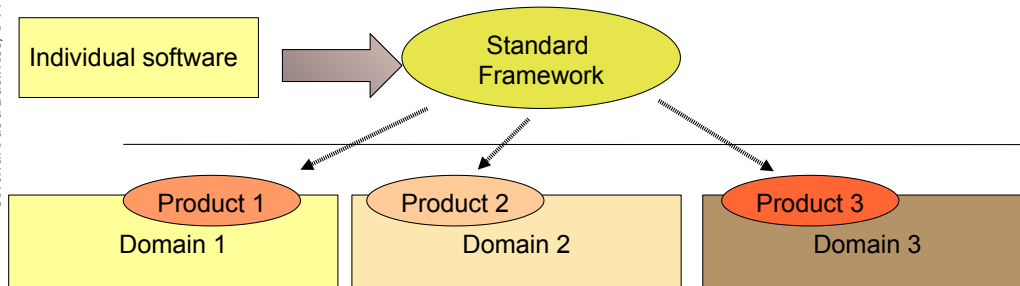 Individual software
Standard
Framework
Product 1
Product 2
Product 3
Domain 1
Domain 2
Domain 3